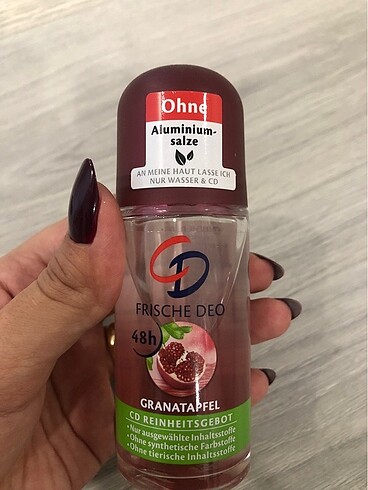 Ohne
Aluminium-
salze
AN MEINE HAUT LASSE ICH
NUR WASSER & CD
CD
FRISCHE DEO
48h
GRANATAPFEL
CD REINHEITSGEBOT
• Nur ausgewählte Inhaltsstoffe
• Ohne synthetische Farbstoffe
• Ohne tierische Inhaltsstoffe